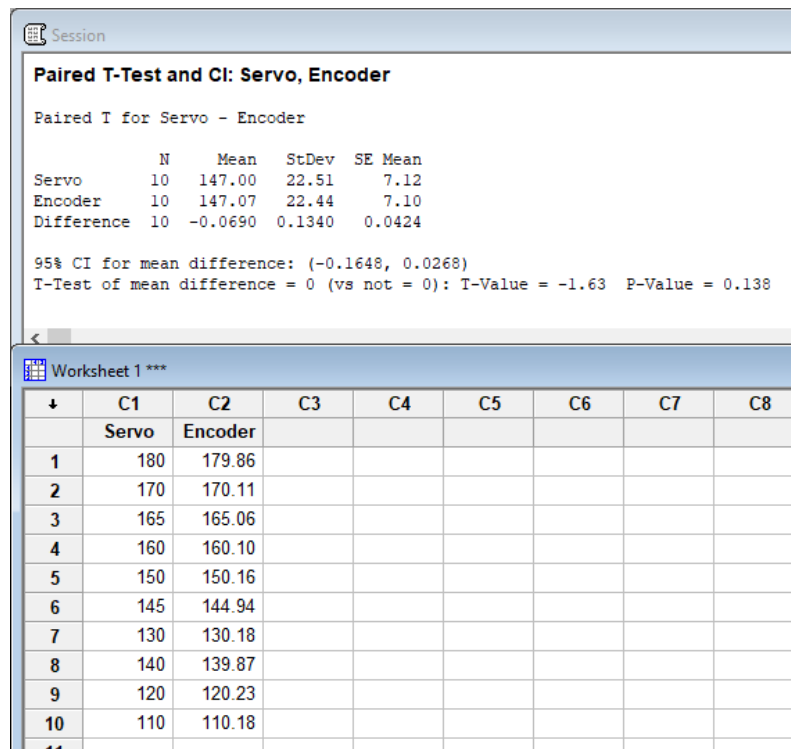 Session
Paired T-Test and CI: Servo, Encoder
Paired T for Servo - Encoder
N Mean StDev SE Mean
Servo 10 147.00 22.51 7.12
Encoder 10 147.07 22.44 7.10
Difference 10 -0.0690 0.1340 0.0424
95% CI for mean difference: (-0.1648, 0.0268)
T-Test of mean difference = 0 (vs not = 0): T-Value = -1.63 P-Value = 0.138
Worksheet 1 ***
↓ C1 C2 C3 C4 C5 C6 C7 C8
Servo Encoder
1 180 179.86
2 170 170.11
3 165 165.06
4 160 160.10
5 150 150.16
6 145 144.94
7 130 130.18
8 140 139.87
9 120 120.23
10 110 110.18